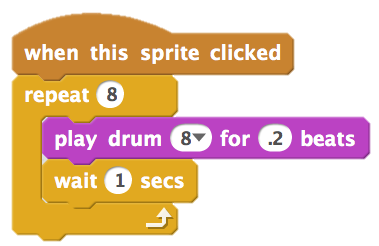 when this sprite clicked
repeat 8
play drum 8 for .2 beats
wait 1 secs